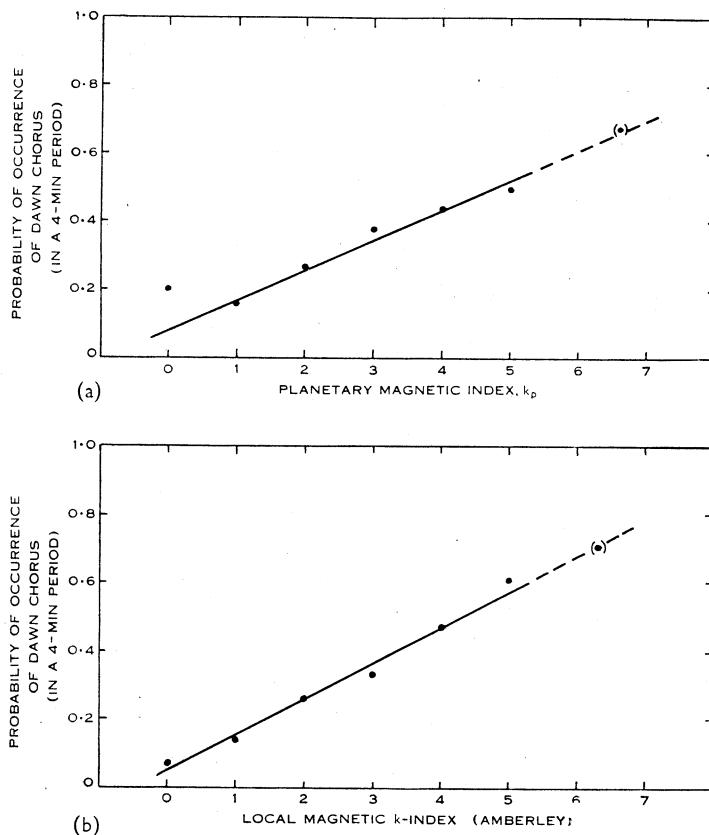 1·0
0·8
0·6
0·4
0·2
0
PROBABILITY OF OCCURRENCE
OF DAWN CHORUS
(IN A 4-MIN PERIOD)
0 1 2 3 4 5 6 7
(a)
PLANETARY MAGNETIC INDEX, kp
1·0
0·8
0·6
0·4
0·2
0
PROBABILITY OF OCCURRENCE
OF DAWN CHORUS
(IN A 4-MIN PERIOD)
0 1 2 3 4 5 6 7
(b)
LOCAL MAGNETIC k-INDEX (AMBERLEY)